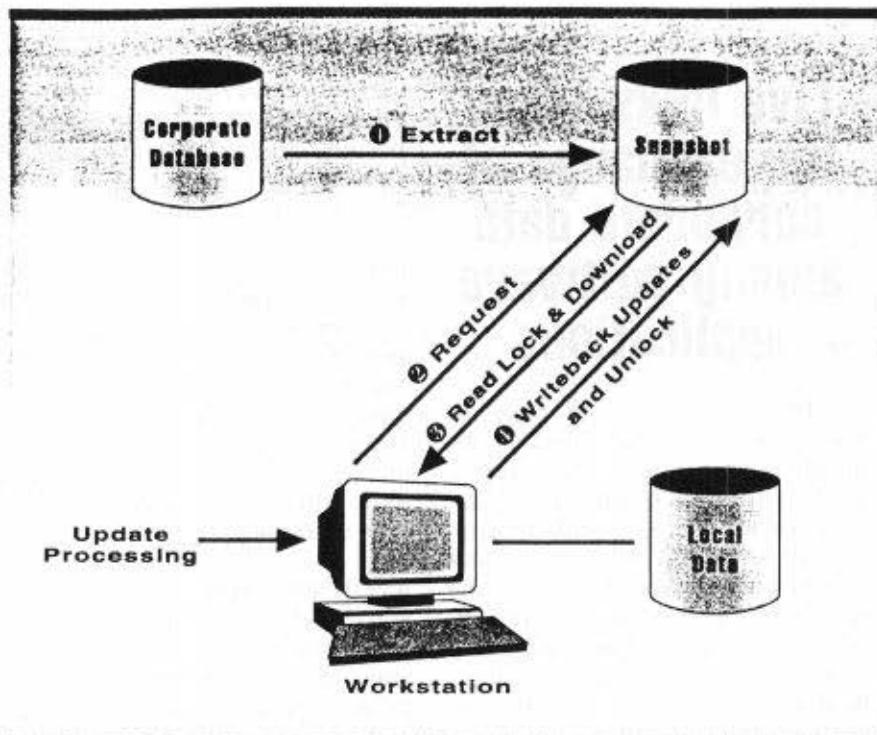 Corporate
Database
❶ Extract
Snapshot
❷ Request
❸ Read Lock & Download
Writeback Updates
and Unlock
Update
Processing
Local
Data
Workstation